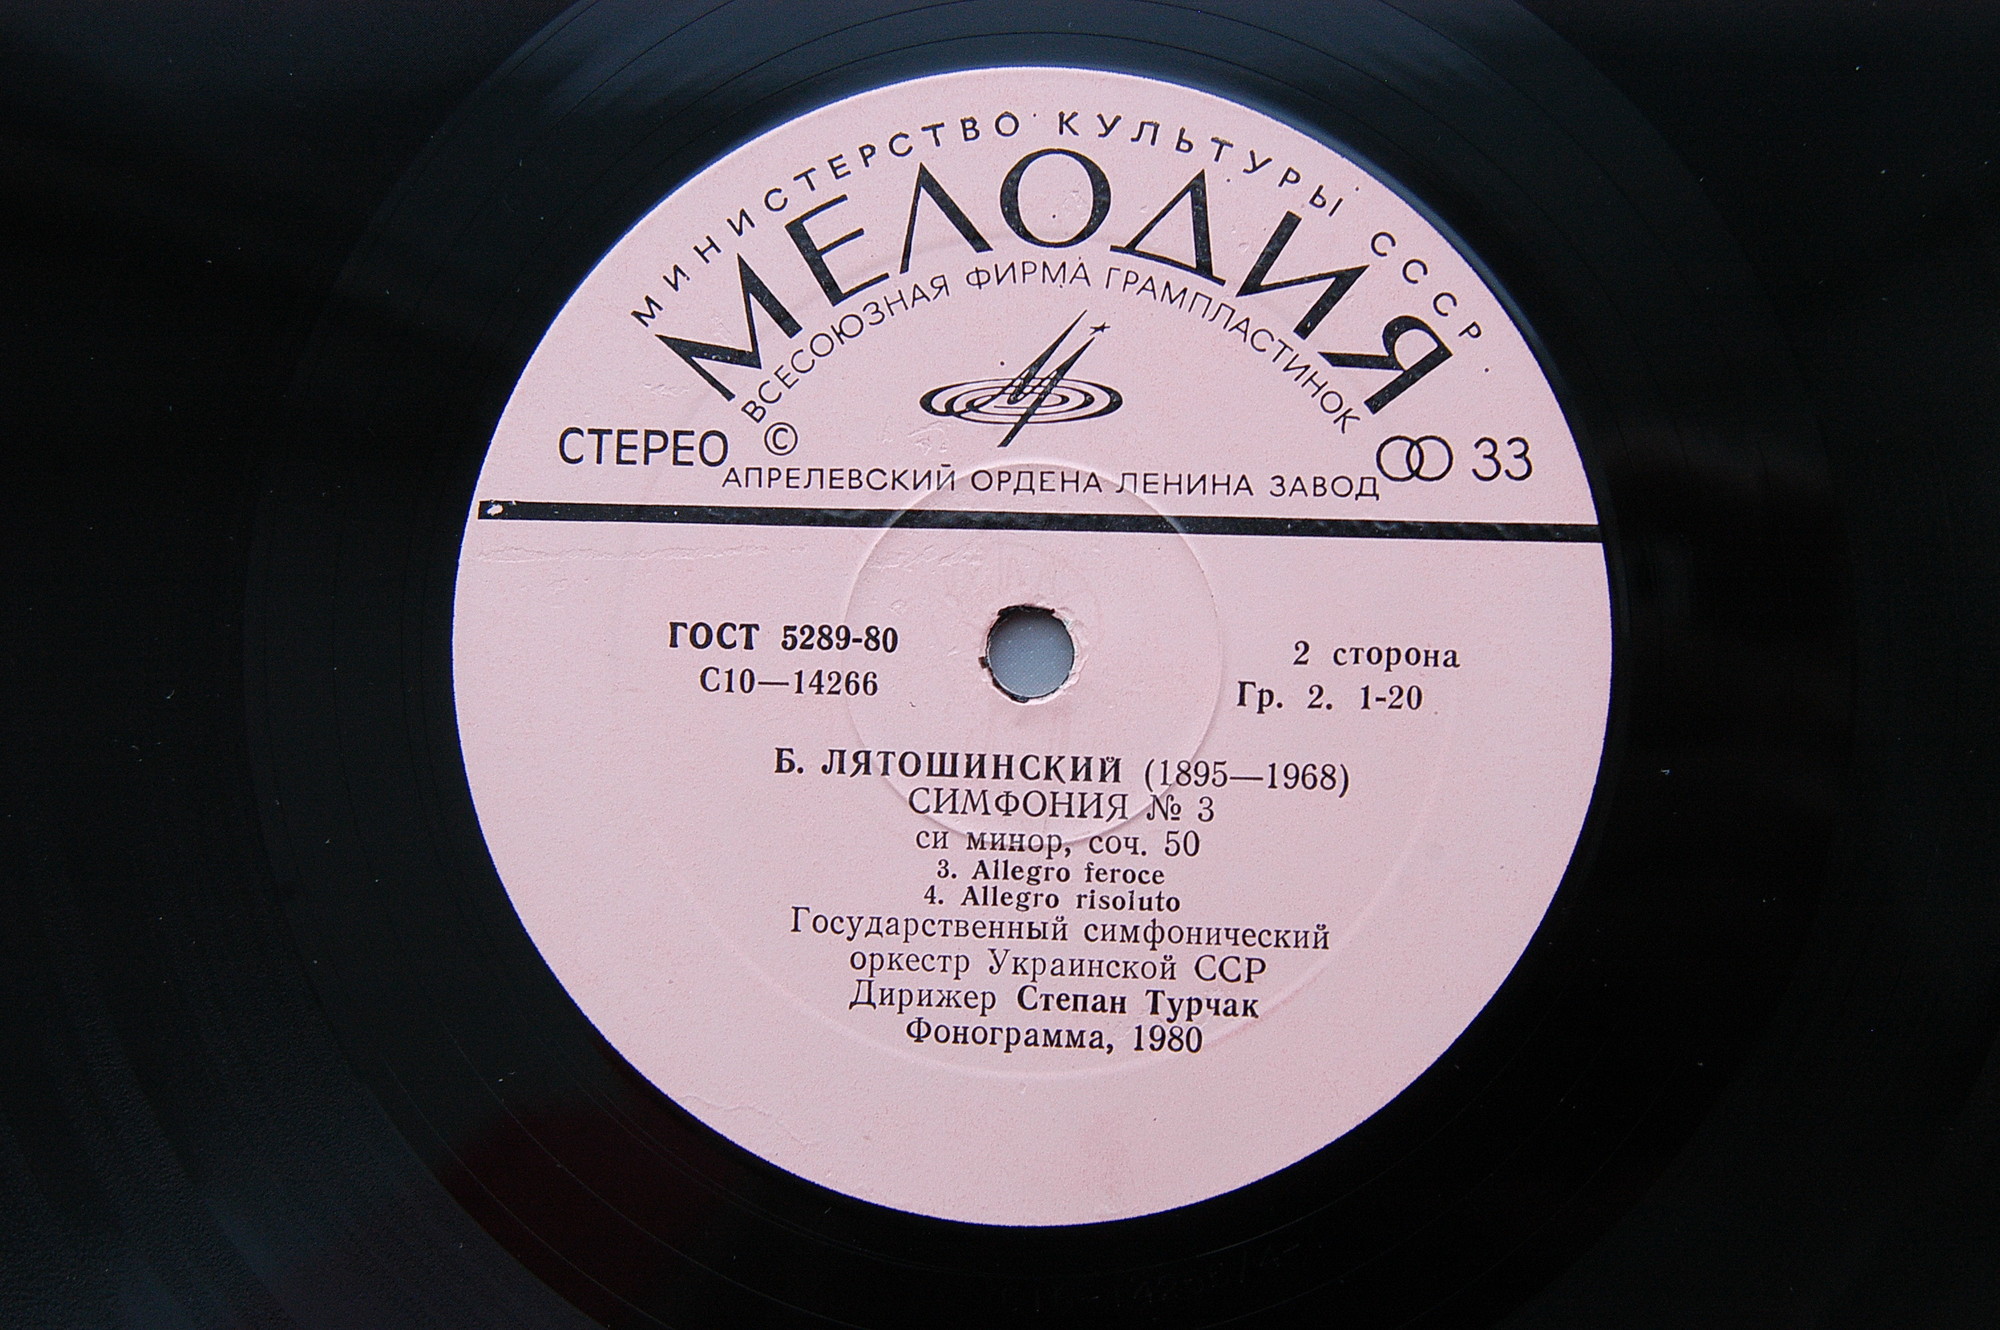 МИНИСТЕРСТВО КУЛЬТУРЫ СССР
МЕЛОДИЯ
ВСЕСОЮЗНАЯ ФИРМА ГРАМПЛАСТИНОК
СТЕРЕО ©
33
АПРЕЛЕВСКИЙ ОРДЕНА ЛЕНИНА ЗАВОД
ГОСТ 5289-80
С10—14266
2 сторона
Гр. 2. 1-20
Б. ЛЯТОШИНСКИЙ (1895—1968)
СИМФОНИЯ № 3
си минор, соч. 50
3. Allegro feroce
4. Allegro risoluto
Государственный симфонический
оркестр Украинской ССР
Дирижер Степан Турчак
Фонограмма, 1980